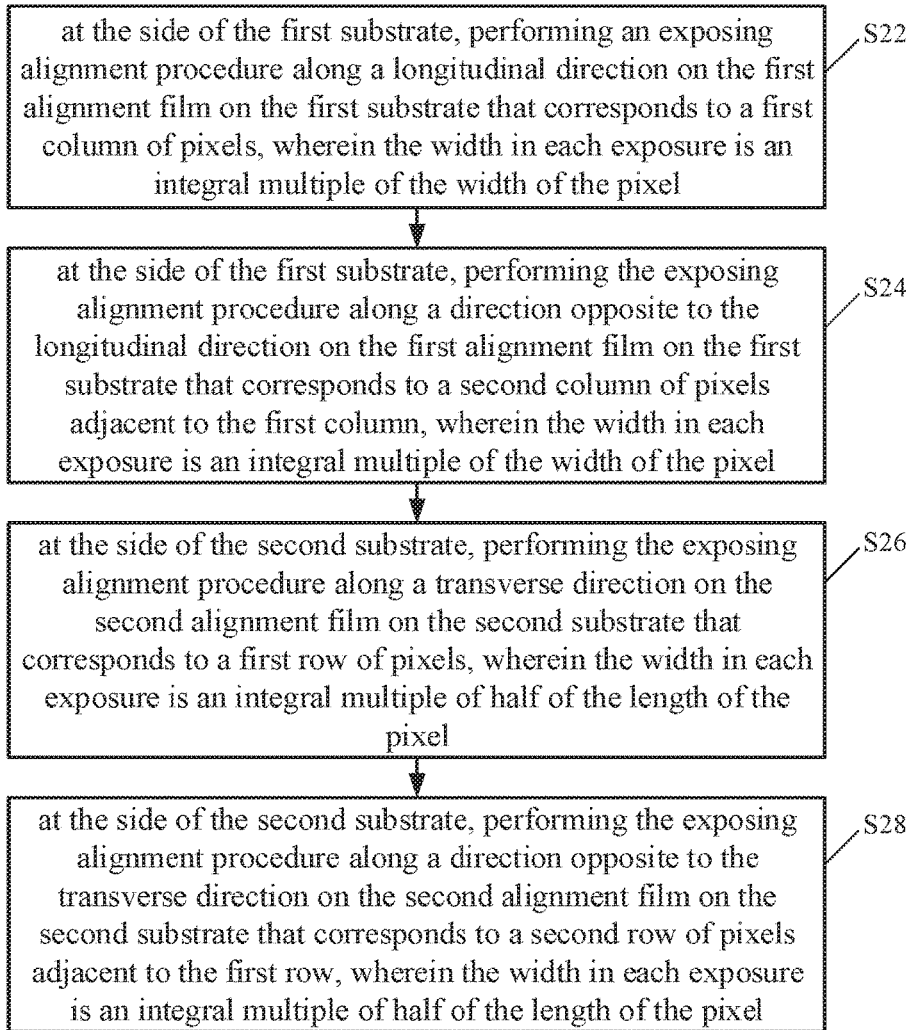 at the side of the first substrate, performing an exposing
alignment procedure along a longitudinal direction on the first
alignment film on the first substrate that corresponds to a first
column of pixels, wherein the width in each exposure is an
integral multiple of the width of the pixel
S22
at the side of the first substrate, performing the exposing
alignment procedure along a direction opposite to the
longitudinal direction on the first alignment film on the first
substrate that corresponds to a second column of pixels
adjacent to the first column, wherein the width in each
exposure is an integral multiple of the width of the pixel
S24
at the side of the second substrate, performing the exposing
alignment procedure along a transverse direction on the
second alignment film on the second substrate that
corresponds to a first row of pixels, wherein the width in each
exposure is an integral multiple of half of the length of the
pixel
S26
at the side of the second substrate, performing the exposing
alignment procedure along a direction opposite to the
transverse direction on the second alignment film on the
second substrate that corresponds to a second row of pixels
adjacent to the first row, wherein the width in each exposure
is an integral multiple of half of the length of the pixel
S28